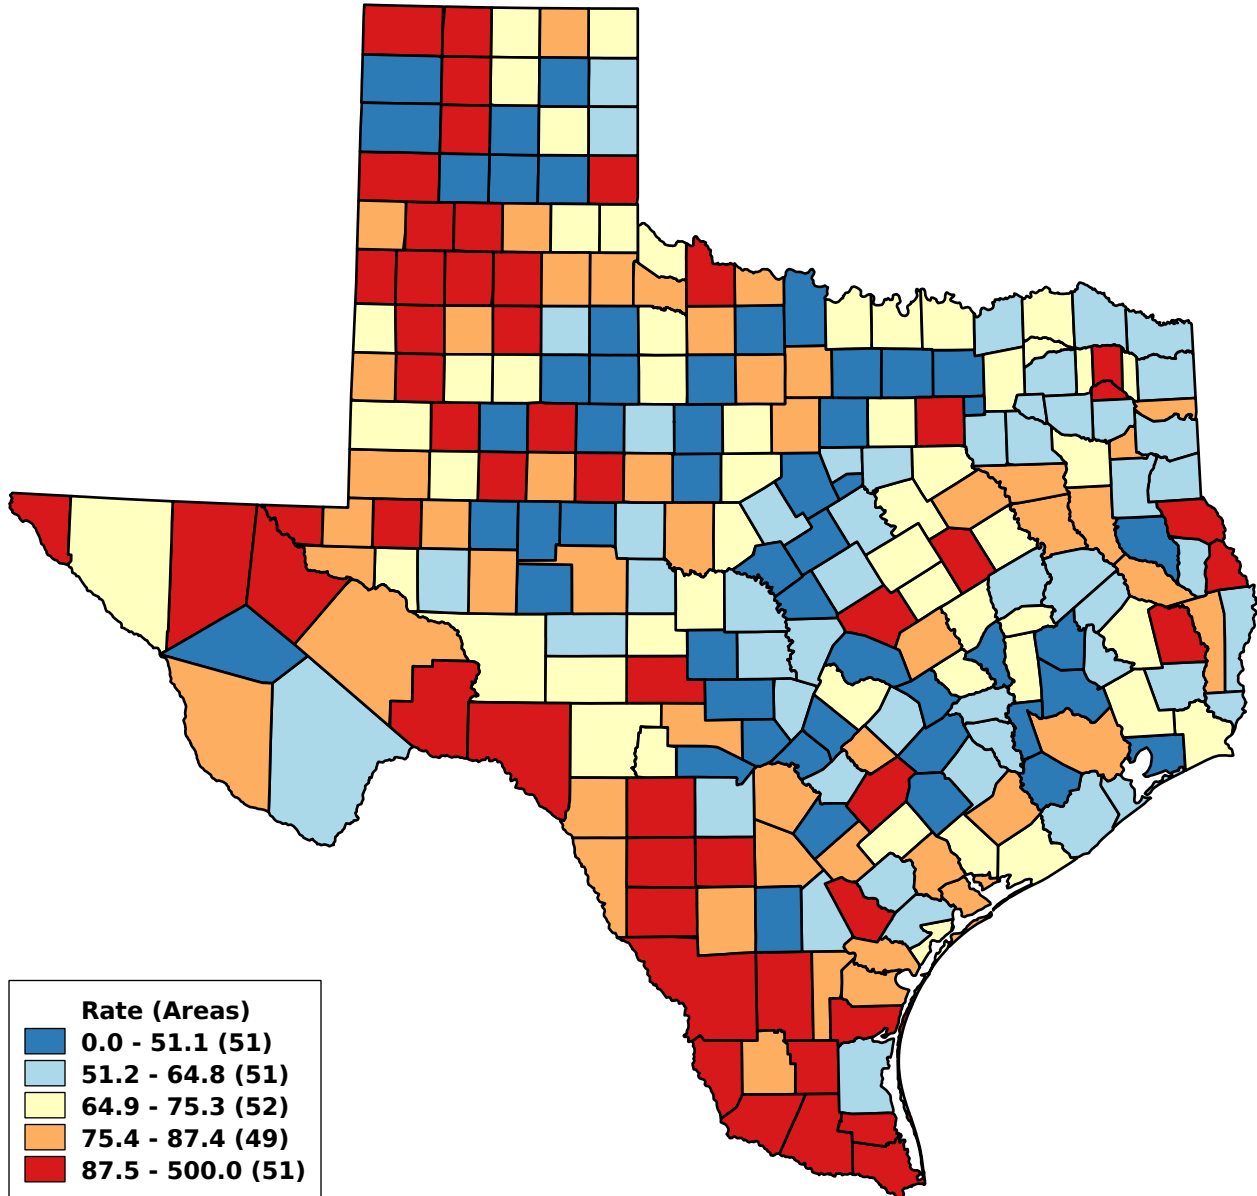 Rate (Areas)
0.0 - 51.1 (51)
51.2 - 64.8 (51)
64.9 - 75.3 (52)
75.4 - 87.4 (49)
87.5 - 500.0 (51)